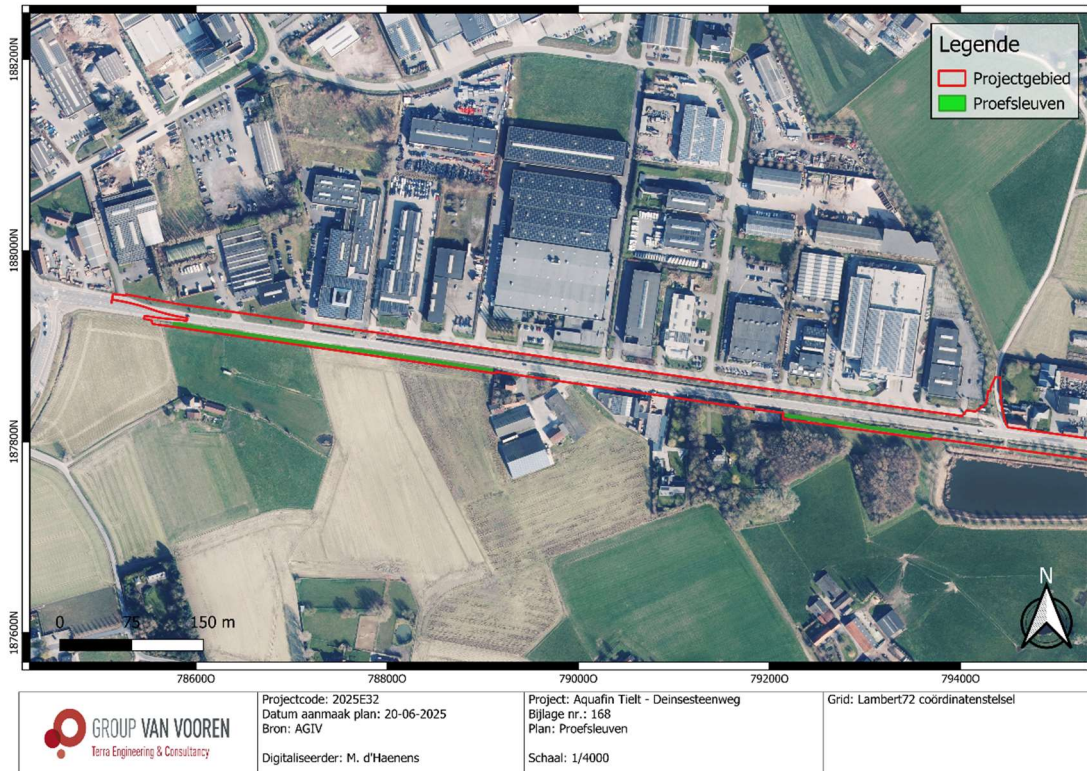 Legende
Projectgebied
Proefsleuven
188200N
188000N
187800N
187600N
N
0 75 150 m
786000 788000 790000 792000 794000
GROUP VAN VOOREN
Terra Engineering & Consultancy
Projectcode: 2025E32
Datum aanmaak plan: 20-06-2025
Bron: AGIV
Digitaliseerder: M. d'Haenens
Project: Aquafin Tielt - Deinsesteenweg
Bijlage nr.: 168
Plan: Proefsleuven
Schaal: 1/4000
Grid: Lambert72 coördinatenstelsel